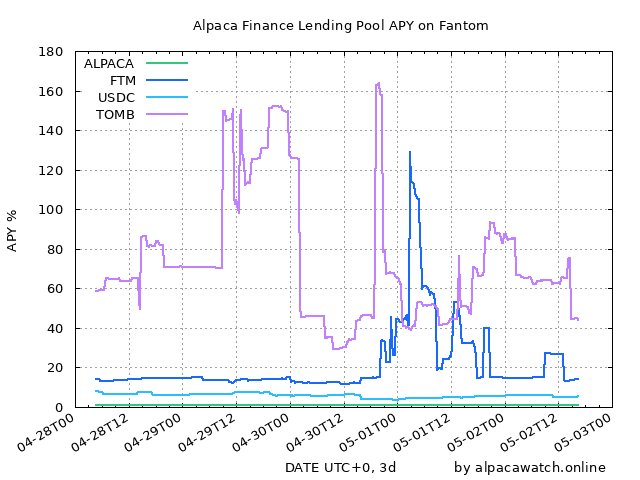 Alpaca Finance Lending Pool APY on Fantom
180
160
140
120
100
80
60
40
20
0
APY %
ALPACA
FTM
USDC
TOMB
04-28T00
04-28T12
04-29T00
04-29T12
04-30T00
04-30T12
05-01T00
05-01T12
05-02T00
05-02T12
05-03T00
DATE UTC+0, 3d
by alpacawatch.online